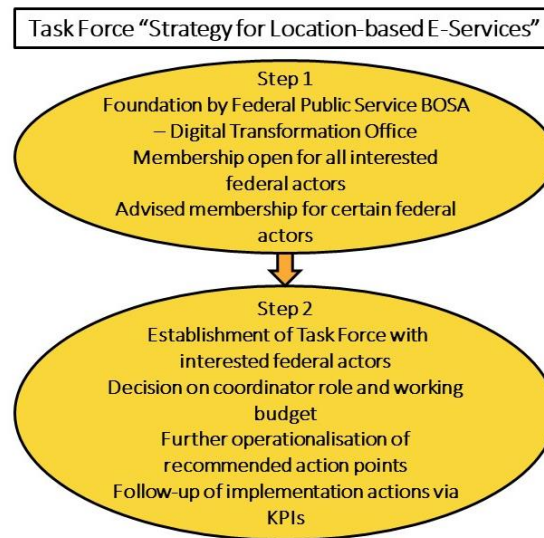 Task Force “Strategy for Location-based E-Services”
Step 1
Foundation by Federal Public Service BOSA
– Digital Transformation Office
Membership open for all interested
federal actors
Advised membership for certain federal
actors
Step 2
Establishment of Task Force with
interested federal actors
Decision on coordinator role and working
budget
Further operationalisation of
recommended action points
Follow-up of implementation actions via
KPIs